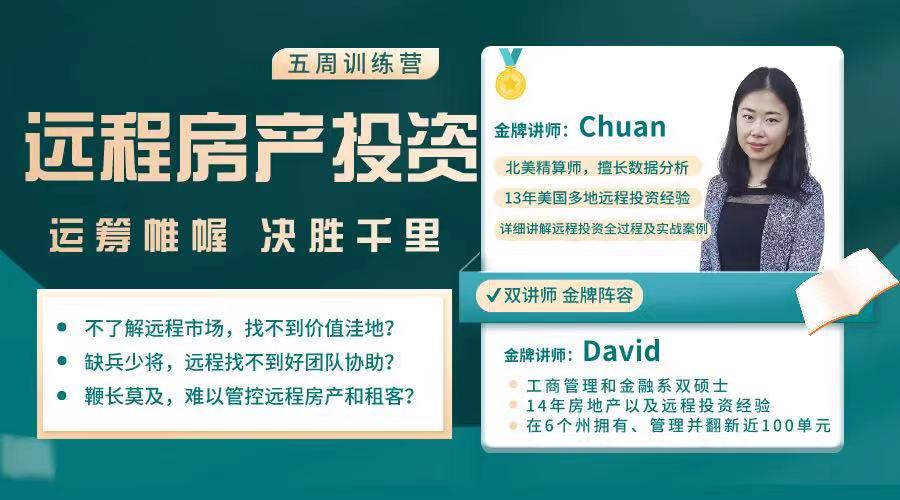 五周训练营
远程房产投资
运筹帷幄 决胜千里
不了解远程市场，找不到价值洼地？
缺兵少将，远程找不到好团队协助？
鞭长莫及，难以管控远程房产和租客？
金牌讲师：Chuan
北美精算师，擅长数据分析
13年美国多地远程投资经验
详细讲解远程投资全过程及实战案例
双讲师 金牌阵容
金牌讲师：David
工商管理和金融系双硕士
14年房地产以及远程投资经验
在6个州拥有、管理并翻新近100单元